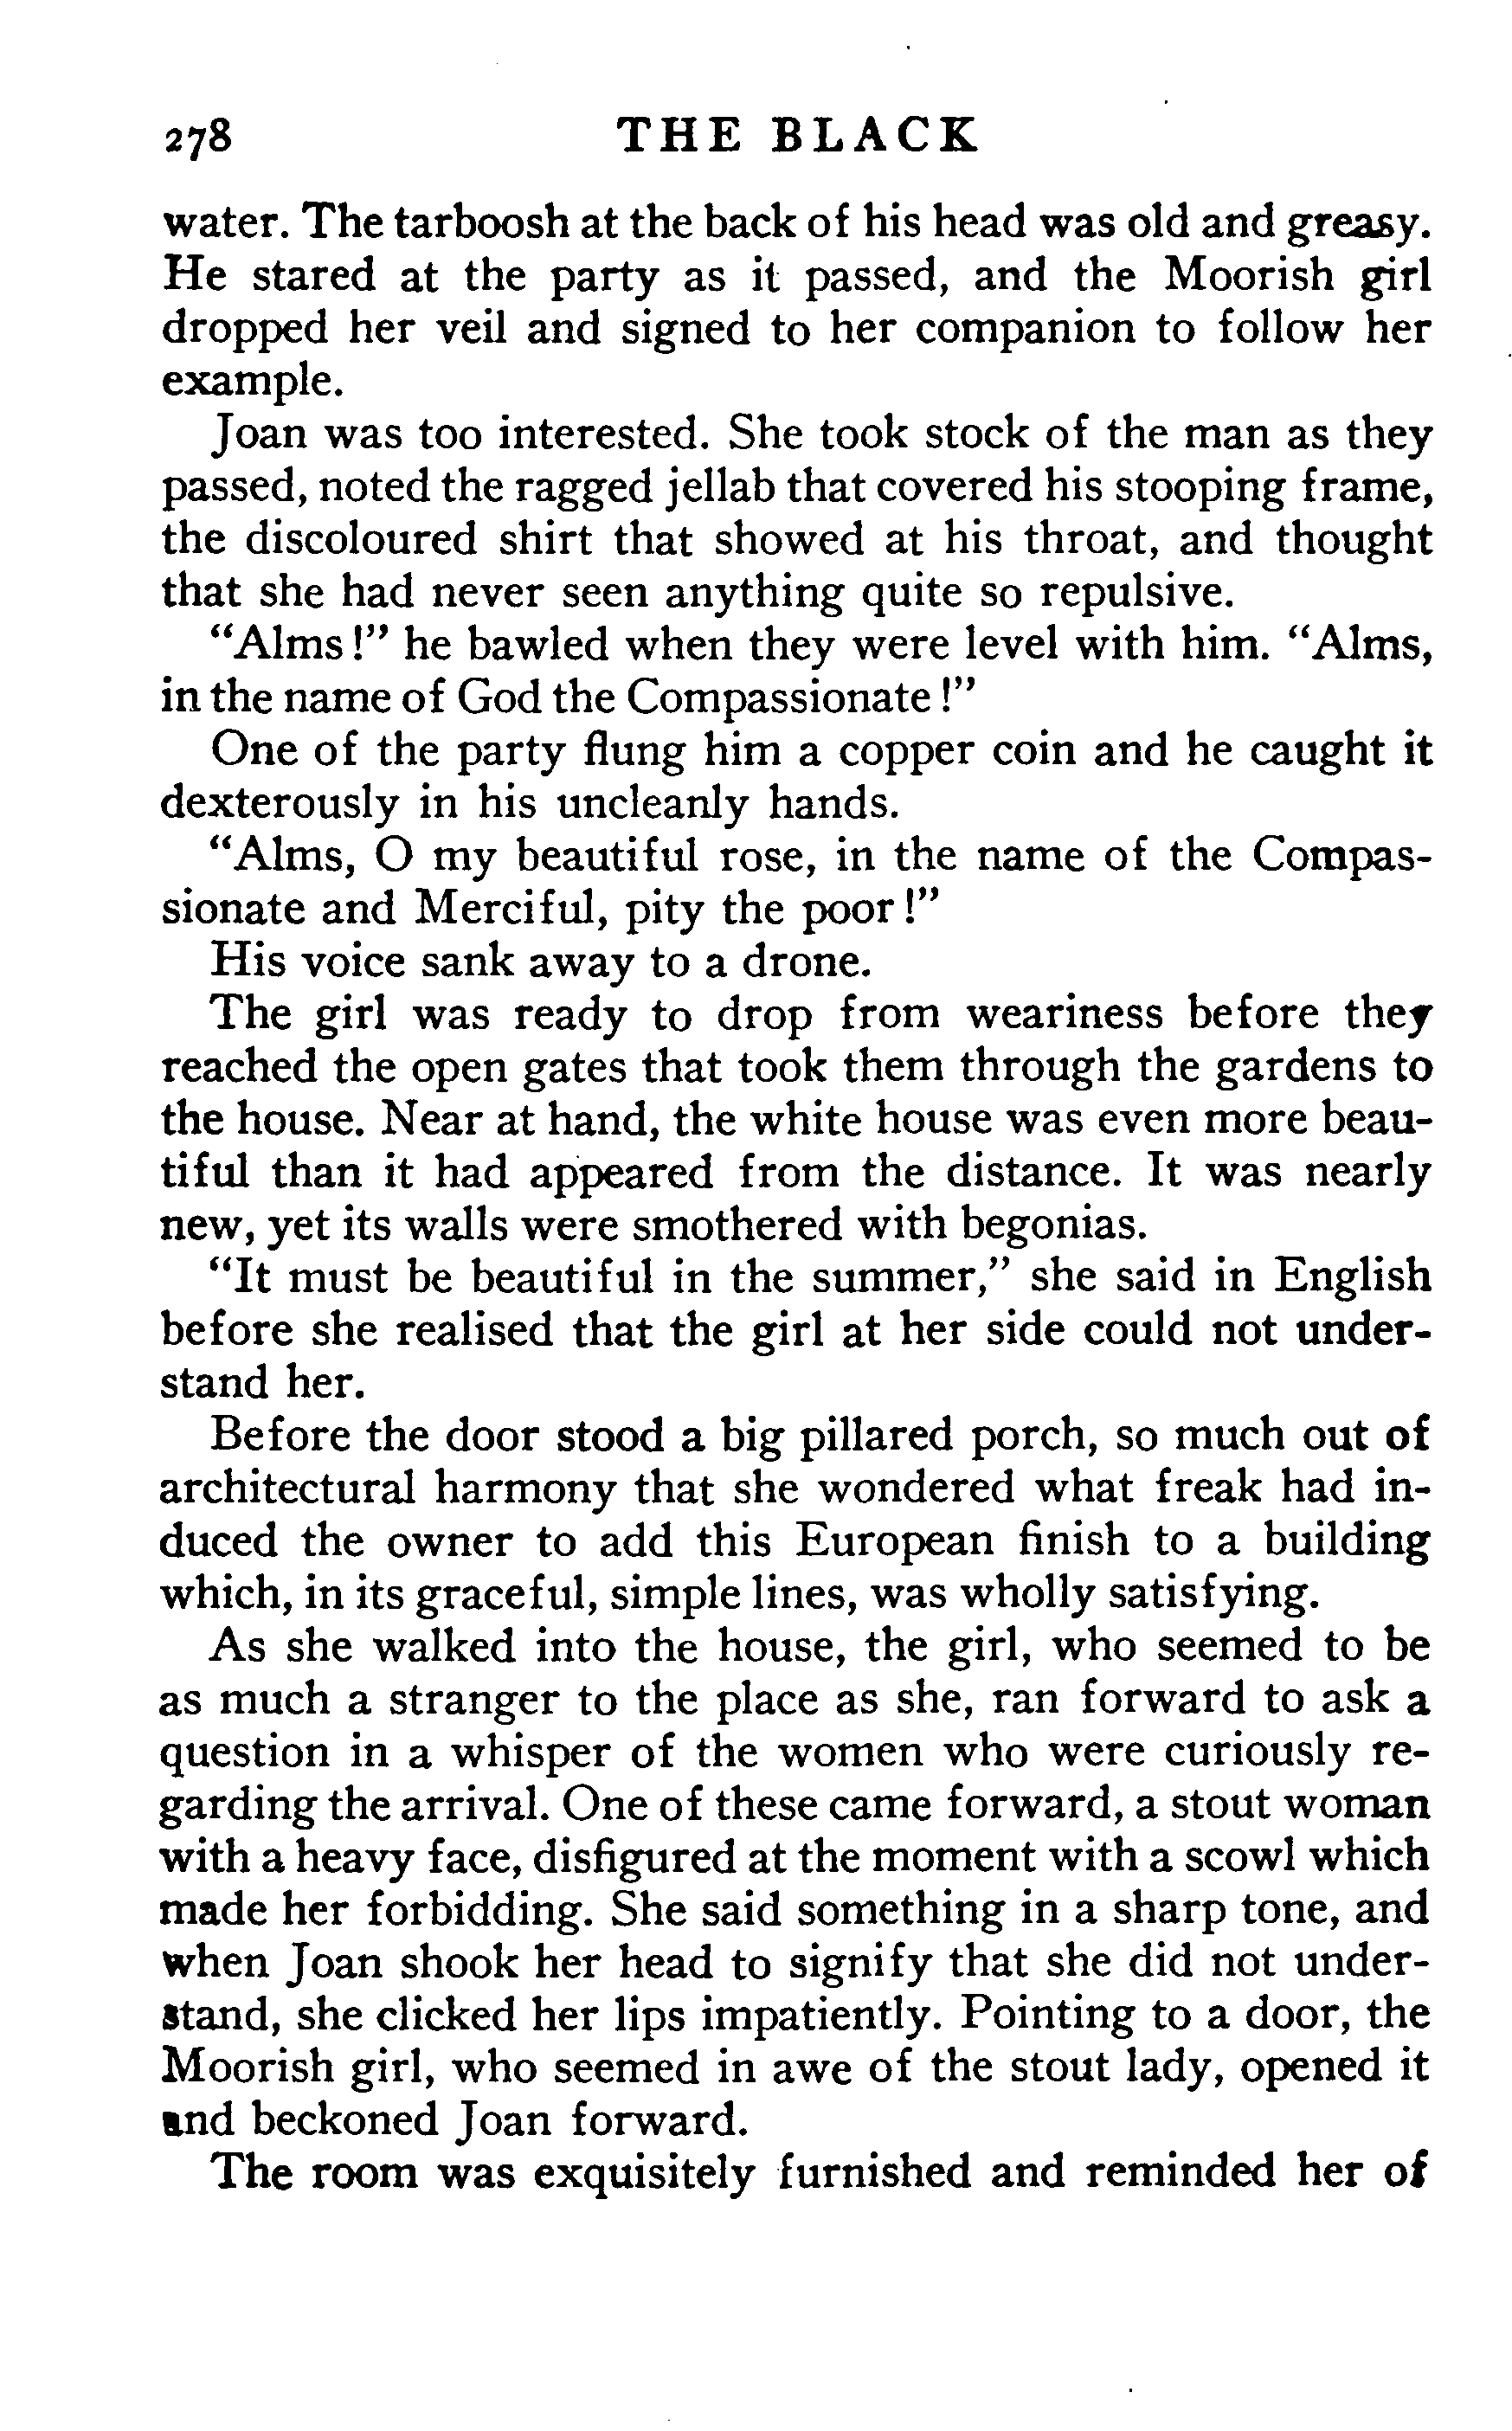 278 THE BLACK
water. The tarboosh at the back of his head was old and greasy.
He stared at the party as it passed, and the Moorish girl
dropped her veil and signed to her companion to follow her
example.
Joan was too interested. She took stock of the man as they
passed, noted the ragged jellab that covered his stooping frame,
the discoloured shirt that showed at his throat, and thought
that she had never seen anything quite so repulsive.
"Alms!" he bawled when they were level with him. "Alms,
in the name of God the Compassionate!"
One of the party flung him a copper coin and he caught it
dexterously in his uncleanly hands.
"Alms, O my beautiful rose, in the name of the Compas-
sionate and Merciful, pity the poor!"
His voice sank away to a drone.
The girl was ready to drop from weariness before they
reached the open gates that took them through the gardens to
the house. Near at hand, the white house was even more beau-
tiful than it had appeared from the distance. It was nearly
new, yet its walls were smothered with begonias.
"It must be beautiful in the summer," she said in English
before she realised that the girl at her side could not under-
stand her.
Before the door stood a big pillared porch, so much out of
architectural harmony that she wondered what freak had in-
duced the owner to add this European finish to a building
which, in its graceful, simple lines, was wholly satisfying.
As she walked into the house, the girl, who seemed to be
as much a stranger to the place as she, ran forward to ask a
question in a whisper of the women who were curiously re-
garding the arrival. One of these came forward, a stout woman
with a heavy face, disfigured at the moment with a scowl which
made her forbidding. She said something in a sharp tone, and
when Joan shook her head to signify that she did not under-
stand, she clicked her lips impatiently. Pointing to a door, the
Moorish girl, who seemed in awe of the stout lady, opened it
and beckoned Joan forward.
The room was exquisitely furnished and reminded her of